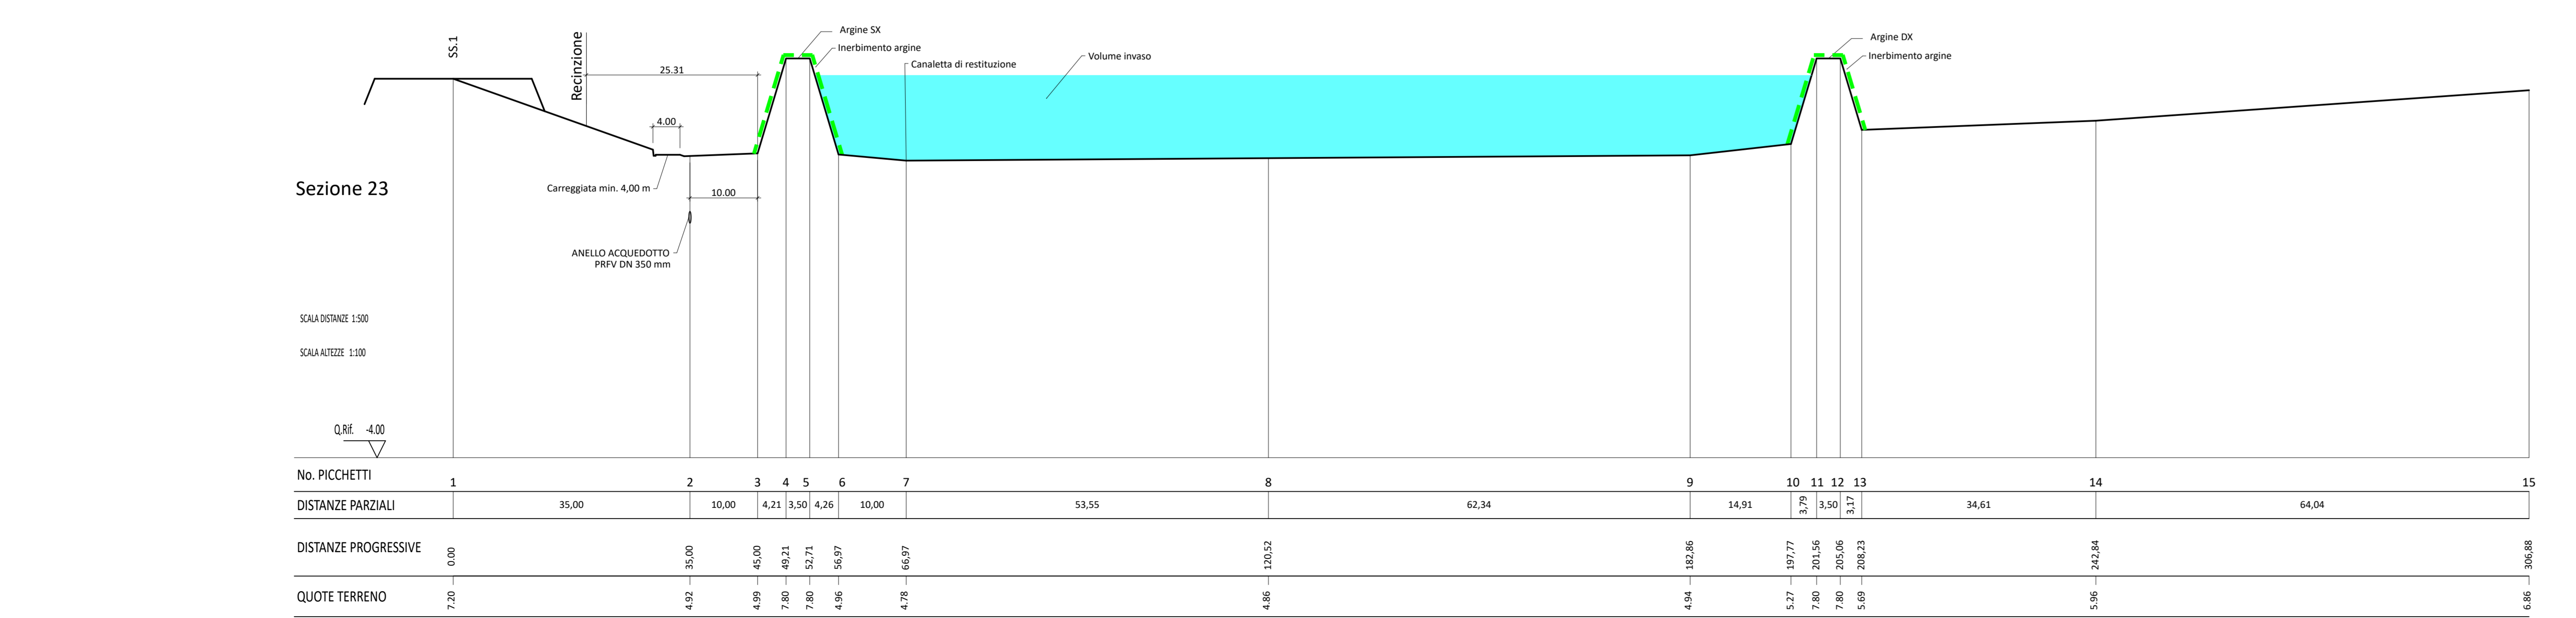 SS.1
Recinzione
25.31
Argine SX
Inerbimento argine
Canaletta di restituzione
Volume invaso
Argine DX
Inerbimento argine
4.00
Sezione 23
Carreggiata min. 4,00 m
10.00
ANELLO ACQUEDOTTO
PRFV DN 350 mm
SCALA DISTANZE 1:500
SCALA ALTEZZE 1:100
Q.Rif. -4.00
No. PICCHETTI 1 2 3 4 5 6 7 8 9 10 11 12 13 14 15
DISTANZE PARZIALI 35,00 10,00 4,21 3,50 4,26 10,00 53,55 62,34 14,91 3,79 3,50 3,17 34,61 64,04
DISTANZE PROGRESSIVE 0.00 35,00 45,00 49,21 52,71 56,97 66,97 120,52 182,86 197,77 201,56 205,06 208,23 242,84 306,88
QUOTE TERRENO 7.20 4.92 4.99 7.80 7.80 4.96 4.78 4.86 4.94 5.27 7.80 7.80 5.69 5.96 6.86